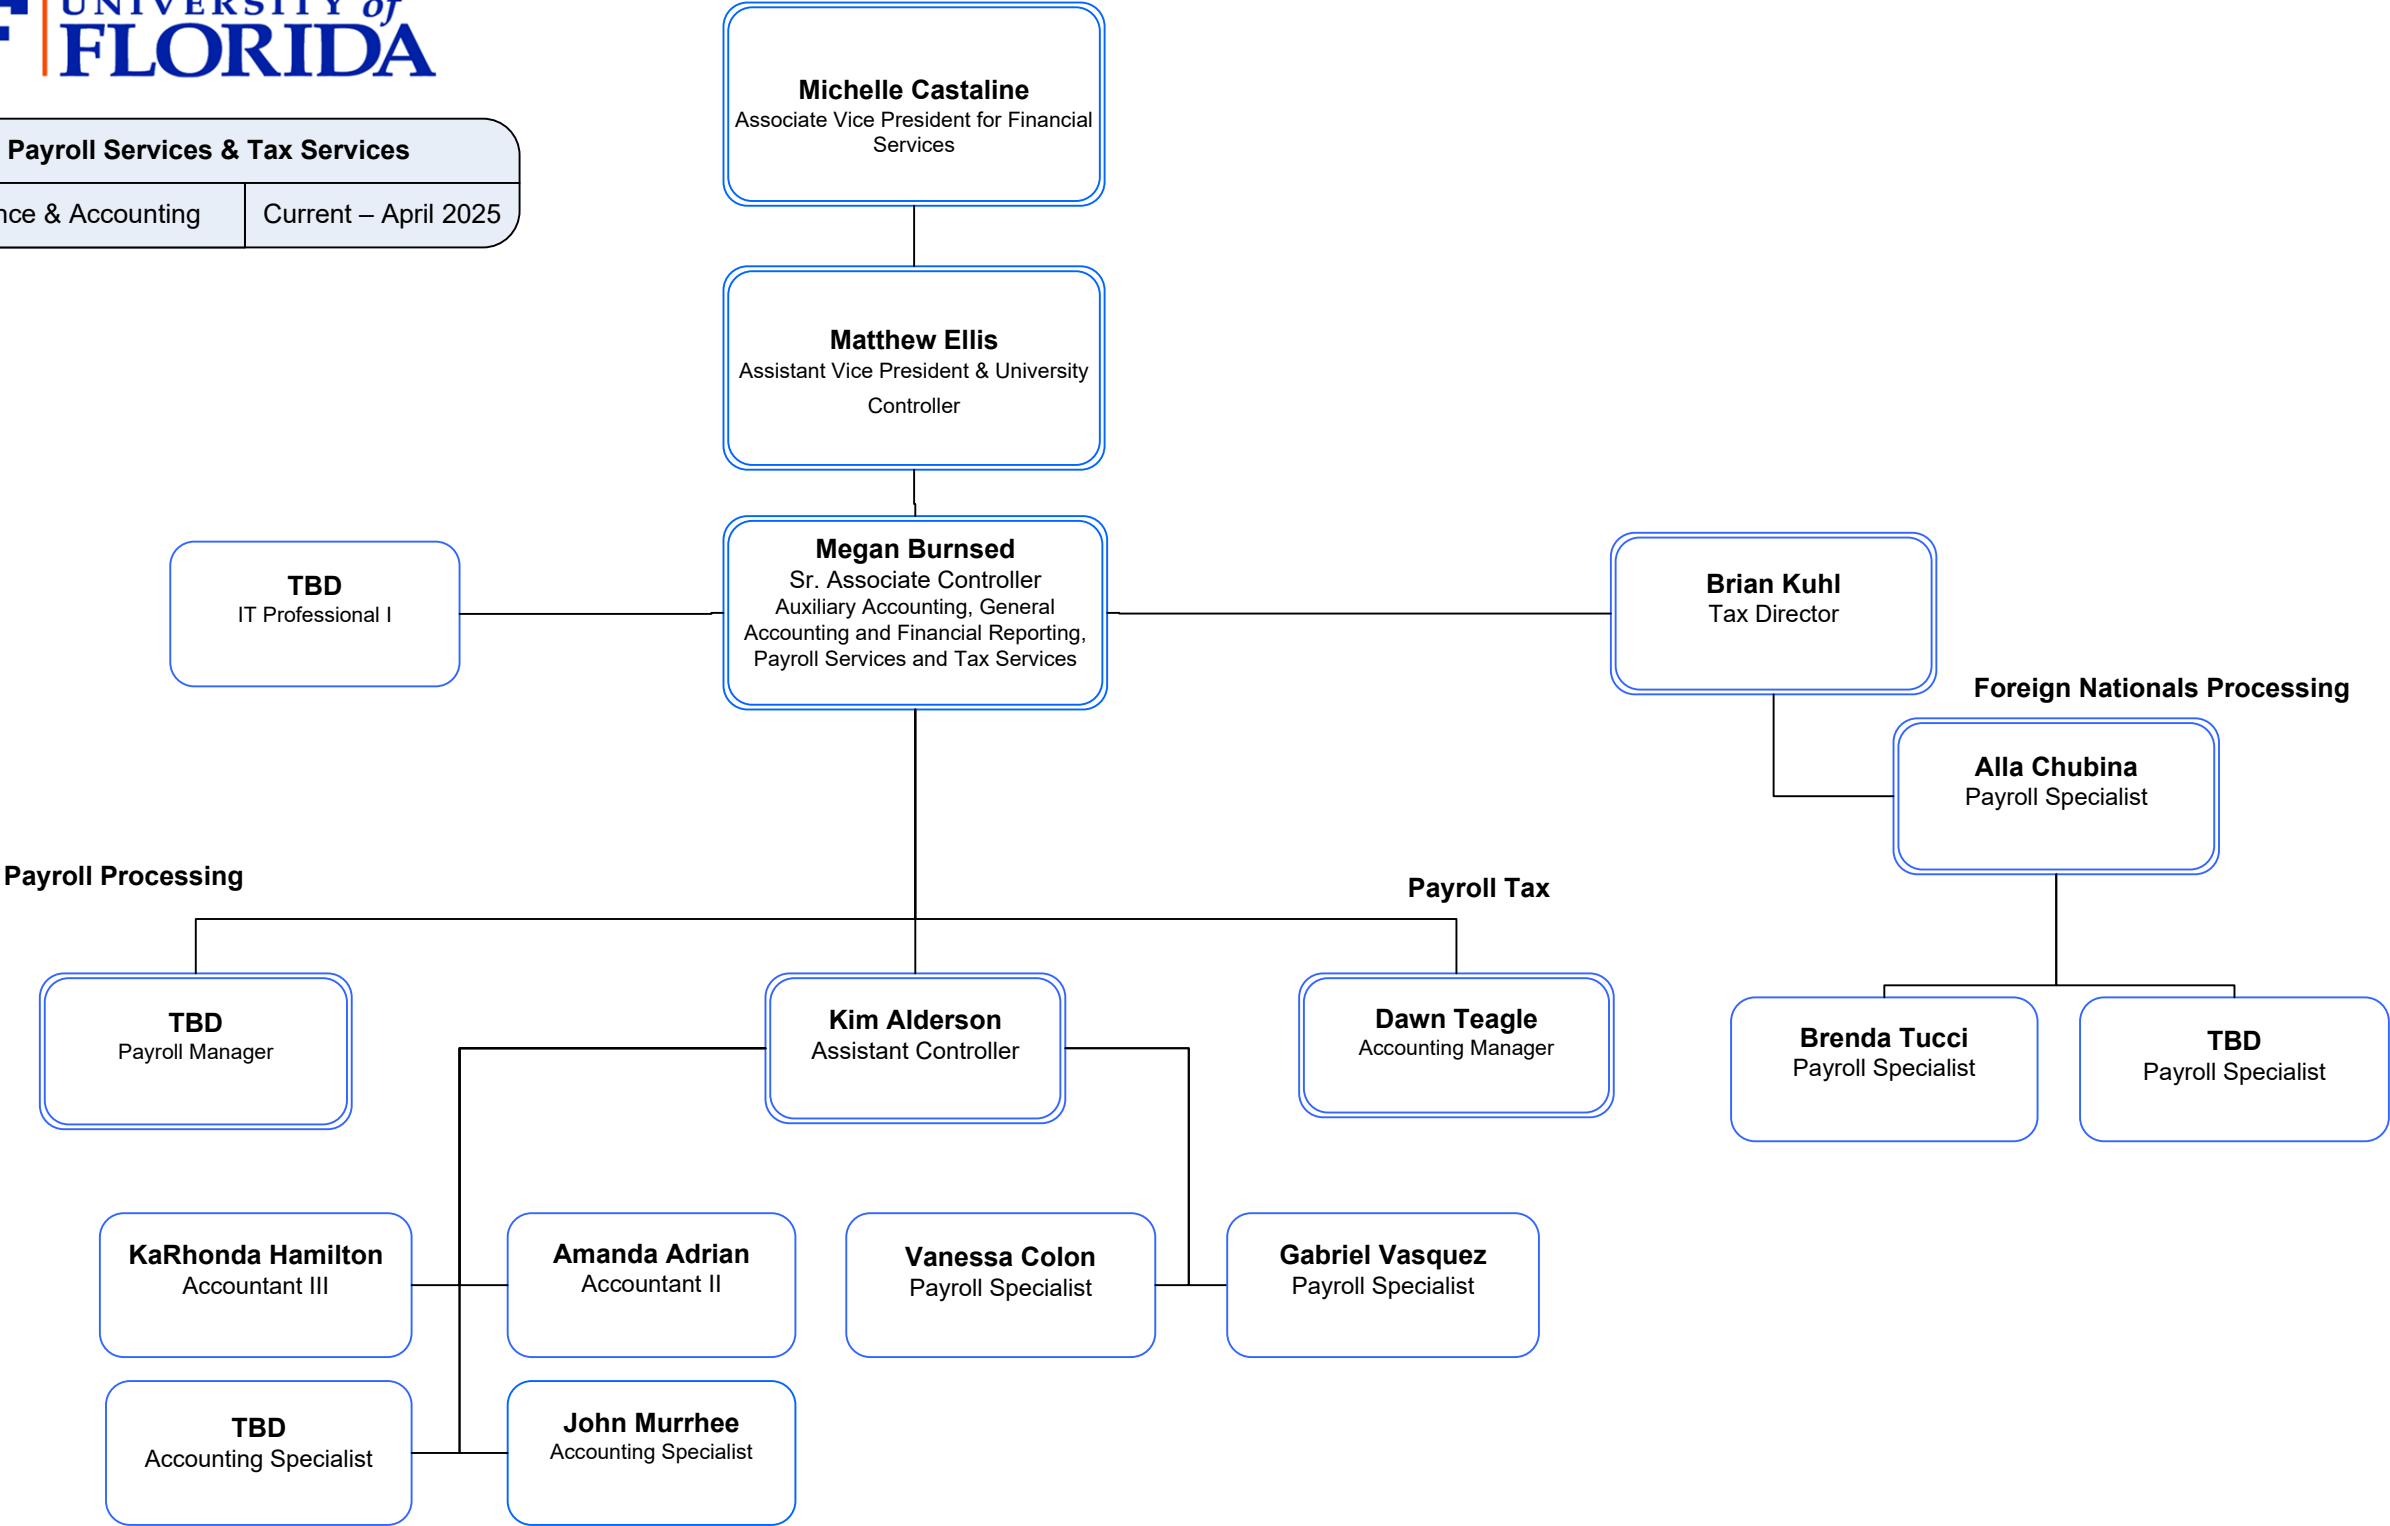 UNIVERSITY of
FLORIDA
Payroll Services & Tax Services
& Accounting
Current – April 2025
Michelle Castaline
Associate Vice President for Financial
Services
Matthew Ellis
Assistant Vice President & University
Controller
TBD
IT Professional I
Megan Burnsed
Sr. Associate Controller
Auxiliary Accounting, General
Accounting and Financial Reporting,
Payroll Services and Tax Services
Brian Kuhl
Tax Director
Foreign Nationals Processing
Alla Chubina
Payroll Specialist
Payroll Processing
Payroll Tax
TBD
Payroll Manager
Kim Alderson
Assistant Controller
Dawn Teagle
Accounting Manager
Brenda Tucci
Payroll Specialist
TBD
Payroll Specialist
KaRhonda Hamilton
Accountant III
Amanda Adrian
Accountant II
Vanessa Colon
Payroll Specialist
Gabriel Vasquez
Payroll Specialist
TBD
Accounting Specialist
John Murrhee
Accounting Specialist